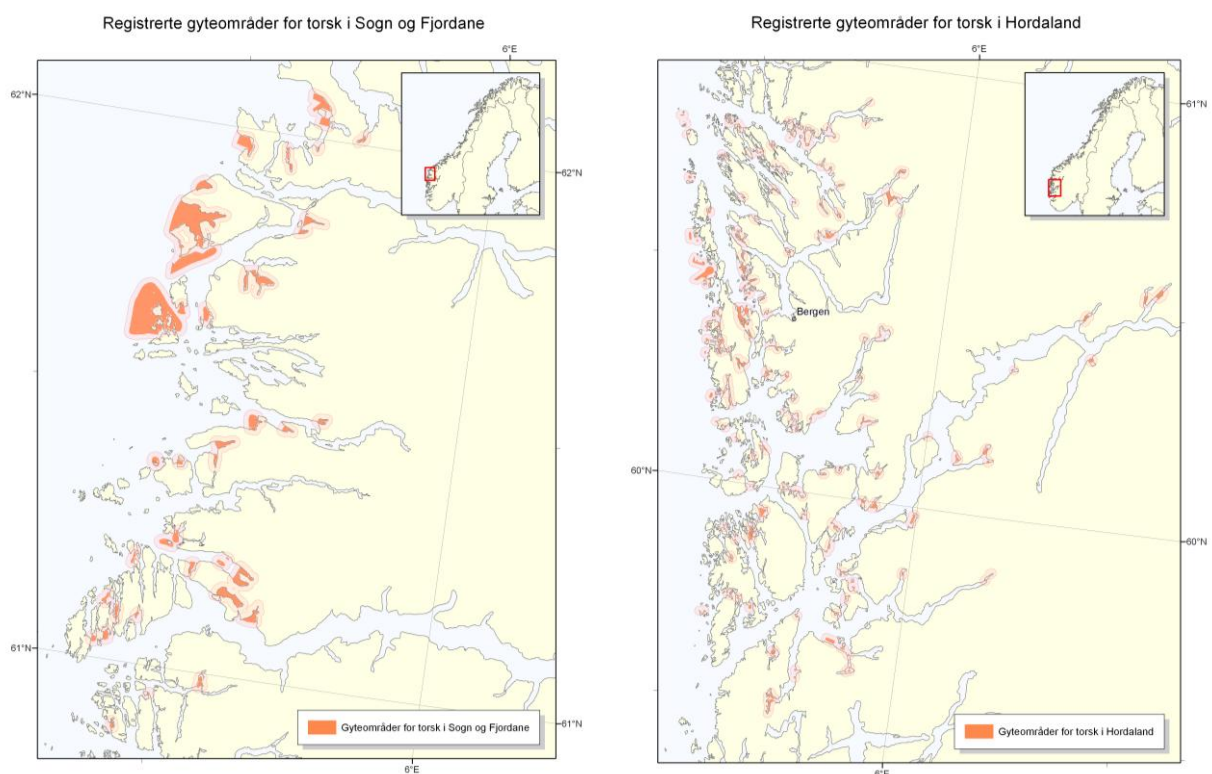 Registrerte gyteområder for torsk i Sogn og Fjordane
6°E
62°N
62°N
61°N
61°N
6°E
Gyteområder for torsk i Sogn og Fjordane
Registrerte gyteområder for torsk i Hordaland
6°E
61°N
Bergen
60°N
60°N
6°E
Gyteområder for torsk i Hordaland